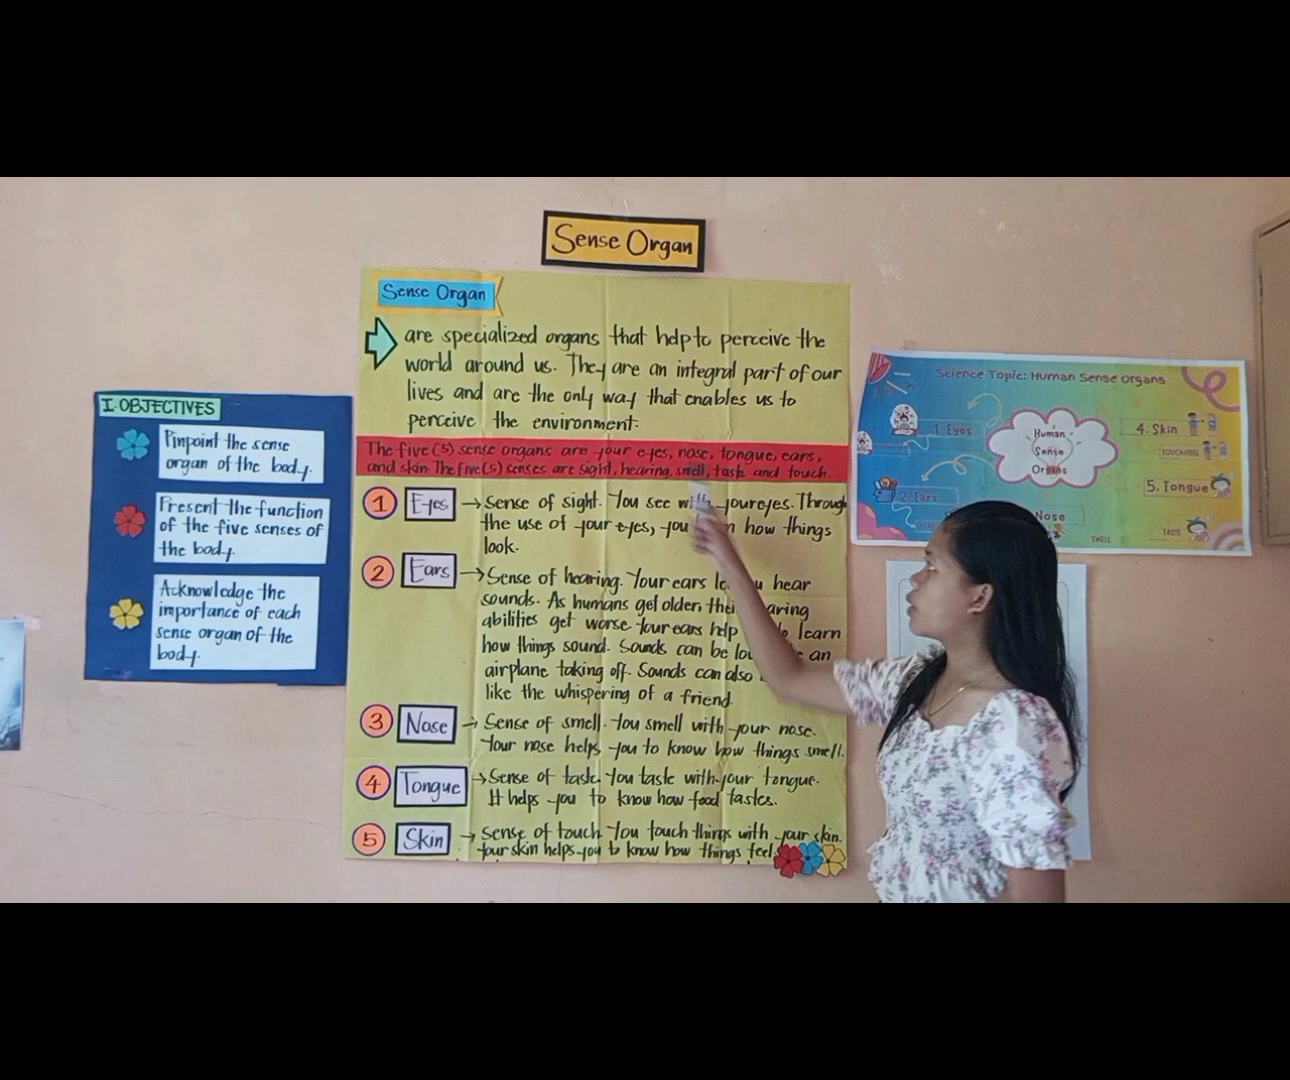 Sense Organ
I. OBJECTIVES
Pinpoint the sense
organ of the body.
Present the function
of the five senses of
the body.
Acknowledge the
importance of each
sense organ of the
body.
Sense Organ
are specialized organs that help to perceive the
world around us. They are an integral part of our
lives and are the only way that enables us to
perceive the environment.
The five (5) sense organs are your eyes, nose, tongue, ears,
and skin. The five (5) senses are sight, hearing, smell, taste and touch.
1 Eyes → Sense of sight. You see with your eyes. Through
the use of your eyes, you how things
look.
2 Ears → Sense of hearing. Your ears hear
sounds. As humans get older, their
abilities get worse. Your ears help learn
how things sound. Sounds can be an
airplane taking off. Sounds can also
like the whispering of a friend.
3 Nose → Sense of smell. You smell with your nose.
Your nose helps you to know how things smell.
4 Tongue → Sense of taste. You taste with your tongue.
It helps you to know how food tastes.
5 Skin → Sense of touch. You touch things with your skin.
Your skin helps you to know how things feel.
Science Topic: Human Sense Organs
1. Eyes
2. Ears
Human
Sense
Organs
Nose
SMELL
4. Skin
TOUCH/FEEL
5. Tongue
TASTE